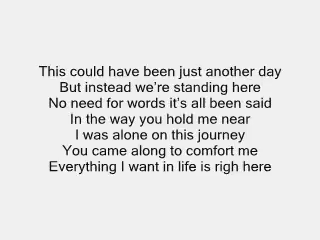 This could have been just another day
But instead we're standing here
No need for words it's all been said
In the way you hold me near
I was alone on this journey
You came along to comfort me
Everything I want in life is righ here